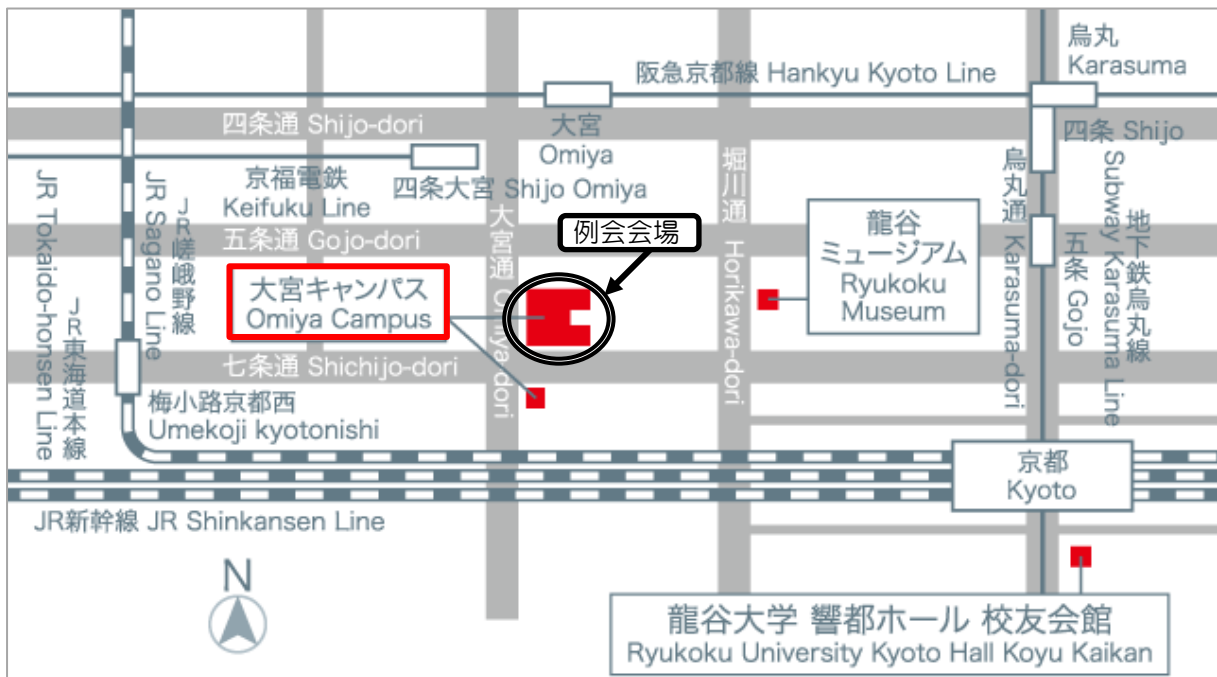 烏丸
Karasuma
阪急京都線 Hankyu Kyoto Line
四条通 Shijo-dori
大宮
Omiya
四条 Shijo
京福電鉄
Keifuku Line
四条大宮 Shijo Omiya
堀川通 Horikawa-dori
烏丸通 Karasuma-dori
地下鉄烏丸線
Subway Karasuma Line
JR東海道本線
JR Tokaido-honsen Line
JR嵯峨野線
JR Sagano Line
大宮通 Omiya-dori
例会会場
五条通 Gojo-dori
五条 Gojo
龍谷
ミュージアム
Ryukoku
Museum
大宮キャンパス
Omiya Campus
七条通 Shichijo-dori
梅小路京都西
Umekoji kyotonishi
京都
Kyoto
JR新幹線 JR Shinkansen Line
N
龍谷大学 響都ホール 校友会館
Ryukoku University Kyoto Hall Koyu Kaikan